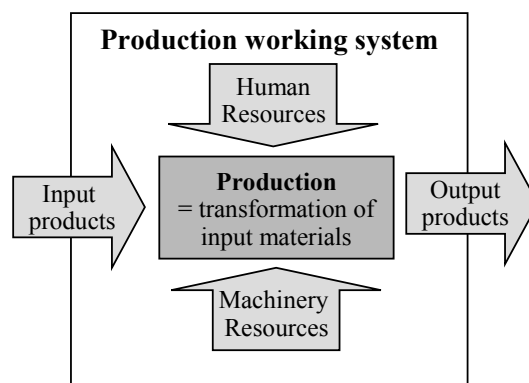 Production working system
Human
Resources
Input
products
Production
= transformation of
input materials
Output
products
Machinery
Resources